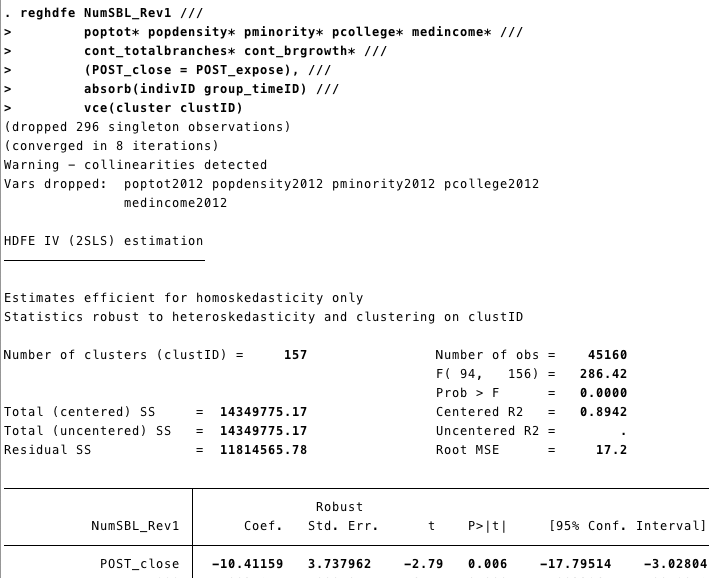 . reghdfe NumSBL_Rev1 ///
> poptot* popdensity* pminority* pcollege* medincome* ///
> cont_totalbranches* cont_brgrowth* ///
> (POST_close = POST_expose), ///
> absorb(indivID group_timeID) ///
> vce(cluster clustID)
(dropped 296 singleton observations)
(converged in 8 iterations)
Warning − collinearities detected
Vars dropped: poptot2012 popdensity2012 pminority2012 pcollege2012
medincome2012
HDFE IV (2SLS) estimation
Estimates efficient for homoskedasticity only
Statistics robust to heteroskedasticity and clustering on clustID
Number of clusters (clustID) = 157 Number of obs = 45160
F( 94, 156) = 286.42
Prob > F = 0.0000
Total (centered) SS = 14349775.17 Centered R2 = 0.8942
Total (uncentered) SS = 14349775.17 Uncentered R2 = .
Residual SS = 11814565.78 Root MSE = 17.2
Robust
NumSBL_Rev1 Coef. Std. Err. t P>|t| [95% Conf. Interval]
POST_close −10.41159 3.737962 −2.79 0.006 −17.79514 −3.02804